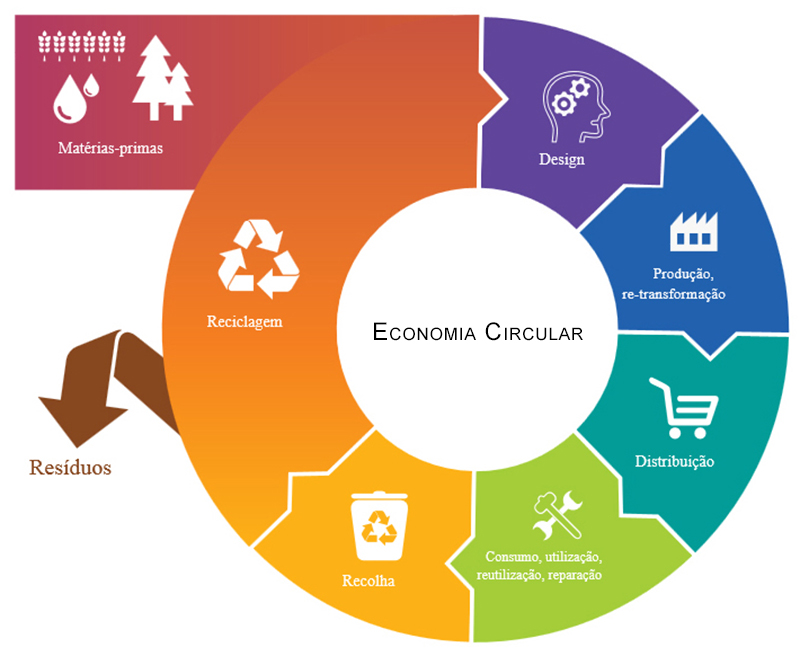 Matérias-primas
Design
Produção,
re-transformação
Reciclagem
Economia Circular
Distribuição
Resíduos
Consumo, utilização,
reutilização, reparação
Recolha